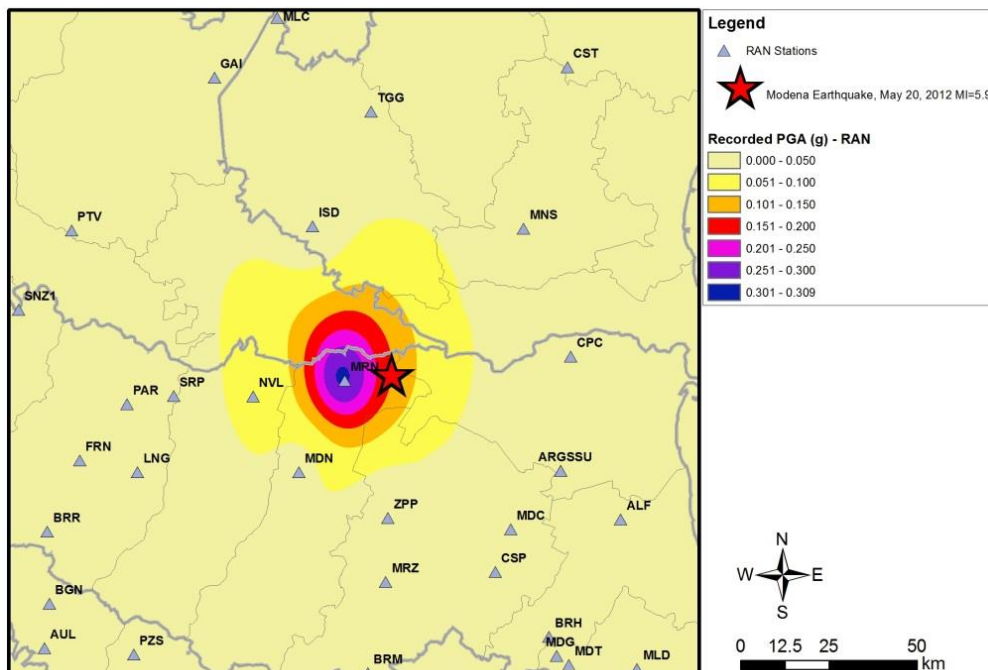 MLC
GAI
CST
TGG
PTV
ISD
MNS
SNZ1
CPC
MRN
NVL
SRP
PAR
FRN
LNG
MDN
ARGSSU
ZPP
ALF
MDC
BRR
CSP
MRZ
BGN
BRH
AUL
PZS
MDG
MDT
BRM
MLD
Legend
RAN Stations
Modena Earthquake, May 20, 2012 Ml=5.9
Recorded PGA (g) - RAN
0.000 - 0.050
0.051 - 0.100
0.101 - 0.150
0.151 - 0.200
0.201 - 0.250
0.251 - 0.300
0.301 - 0.309
N
W E
S
0 12.5 25 50
km